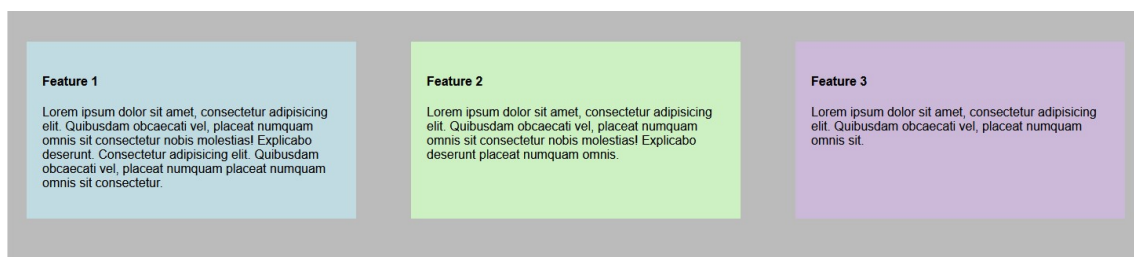 Feature 1
Lorem ipsum dolor sit amet, consectetur adipisicing
elit. Quibusdam obcaecati vel, placeat numquam
omnis sit consectetur nobis molestias! Explicabo
deserunt. Consectetur adipisicing elit. Quibusdam
obcaecati vel, placeat numquam placeat numquam
omnis sit consectetur.
Feature 2
Lorem ipsum dolor sit amet, consectetur adipisicing
elit. Quibusdam obcaecati vel, placeat numquam
omnis sit consectetur nobis molestias! Explicabo
deserunt placeat numquam omnis.
Feature 3
Lorem ipsum dolor sit amet, consectetur adipisicing
elit. Quibusdam obcaecati vel, placeat numquam
omnis sit.